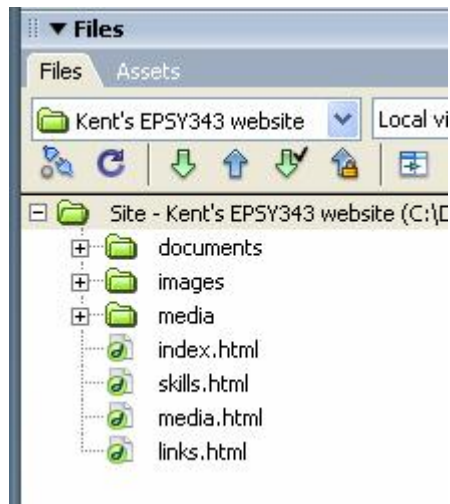 Files
Files Assets
Kent's EPSY343 website Local vi
Site - Kent's EPSY343 website (C:\D
documents
images
media
index.html
skills.html
media.html
links.html